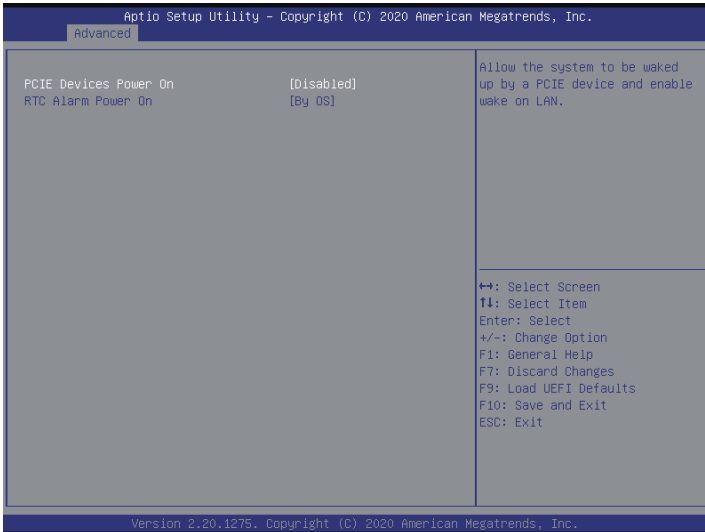 Aptio Setup Utility – Copyright (C) 2020 American Megatrends, Inc.
Advanced
PCIE Devices Power On [Disabled]
RTC Alarm Power On [By OS]
Allow the system to be waked
up by a PCIE device and enable
wake on LAN.
↔: Select Screen
↑↓: Select Item
Enter: Select
+/-: Change Option
F1: General Help
F7: Discard Changes
F9: Load UEFI Defaults
F10: Save and Exit
ESC: Exit
Version 2.20.1275. Copyright (C) 2020 American Megatrends, Inc.